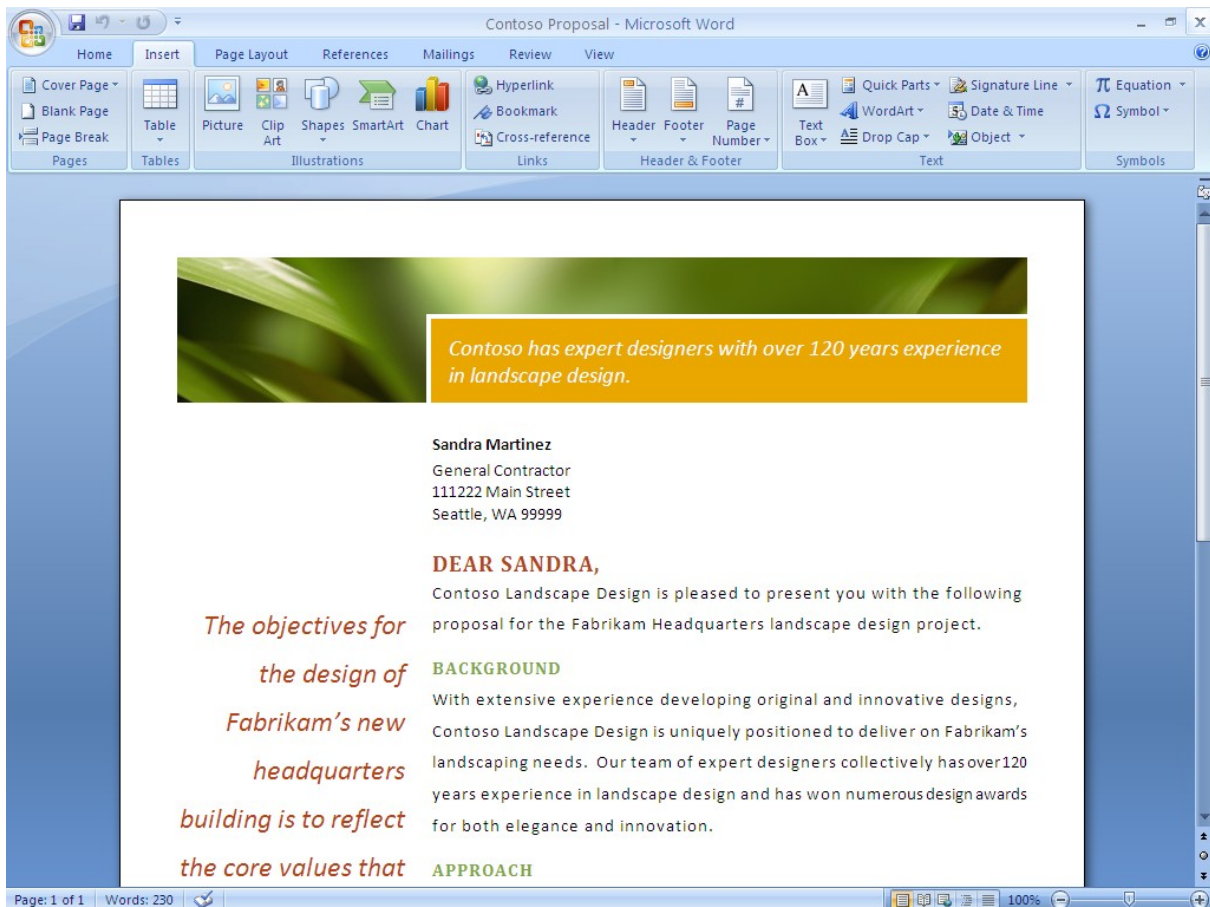 Contoso Proposal - Microsoft Word
Home Insert Page Layout References Mailings Review View
Cover Page
Blank Page
Page Break
Pages
Table
Tables
Picture
Clip
Art
Shapes
SmartArt
Chart
Illustrations
Hyperlink
Bookmark
Cross-reference
Links
Header
Footer
Page
Number
#
Header & Footer
A
Text
Box
Quick Parts
WordArt
Drop Cap
Signature Line
Date & Time
Object
Text
π Equation
Ω Symbol
Symbols
Contoso has expert designers with over 120 years experience
in landscape design.
Sandra Martinez
General Contractor
111222 Main Street
Seattle, WA 99999
DEAR SANDRA,
Contoso Landscape Design is pleased to present you with the following
proposal for the Fabrikam Headquarters landscape design project.
The objectives for
the design of
Fabrikam’s new
headquarters
building is to reflect
the core values that
BACKGROUND
With extensive experience developing original and innovative designs,
Contoso Landscape Design is uniquely positioned to deliver on Fabrikam’s
landscaping needs. Our team of expert designers collectively has over 120
years experience in landscape design and has won numerous design awards
for both elegance and innovation.
APPROACH
Page: 1 of 1 Words: 230 100%